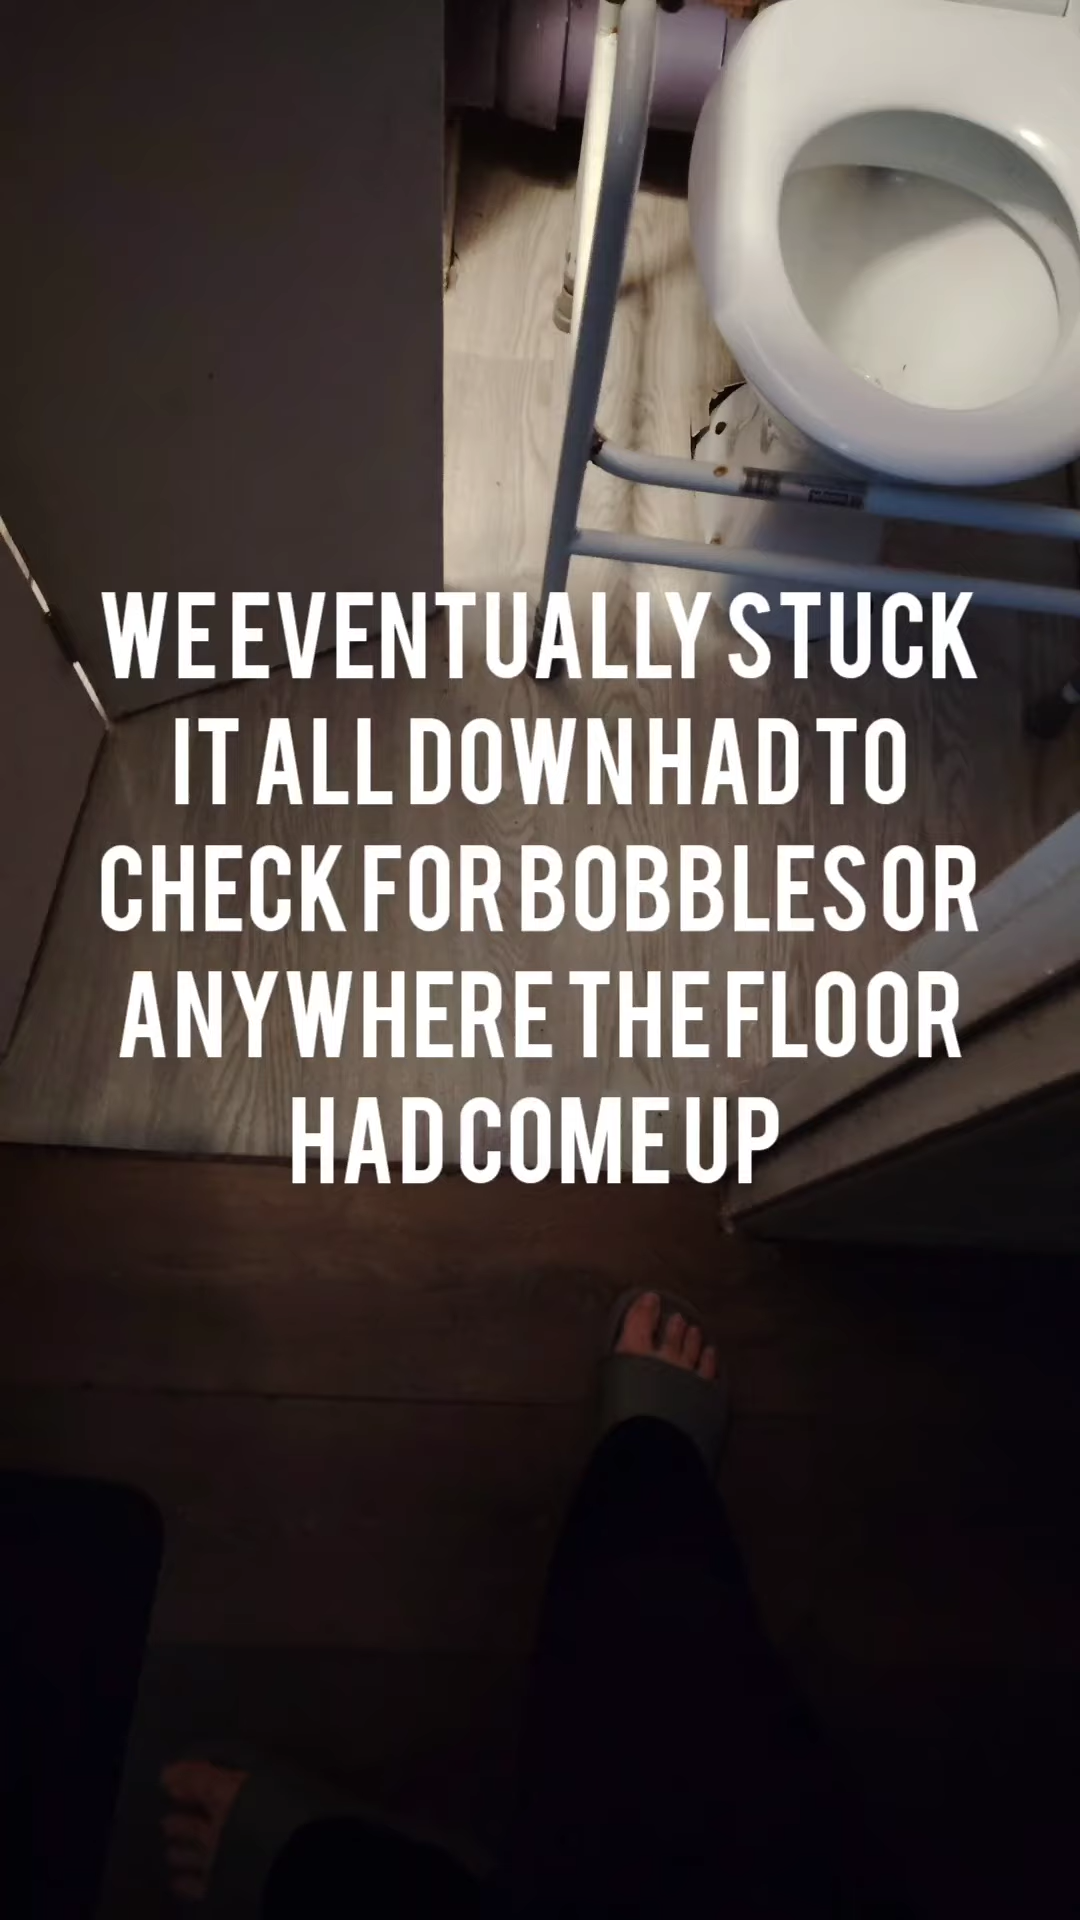 WE EVENTUALLY STUCK
IT ALL DOWN HAD TO
CHECK FOR BOBBLES OR
ANYWHERE THE FLOOR
HAD COME UP